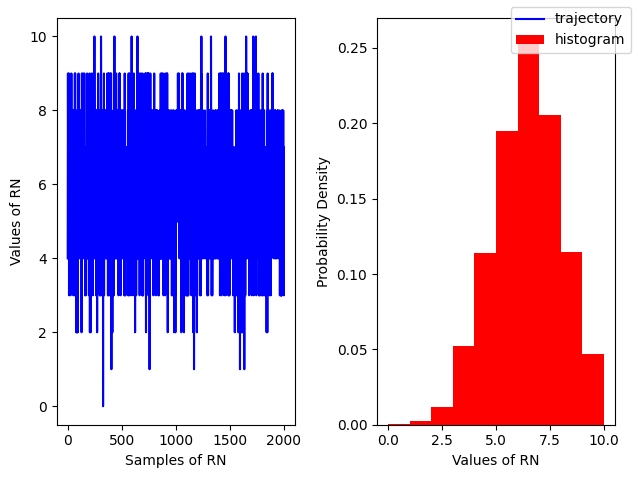 trajectory
histogram
10
8
6
4
2
0
Values of RN
0 500 1000 1500 2000
Samples of RN
0.25
0.20
0.15
0.10
0.05
0.00
Probability Density
0.0 2.5 5.0 7.5 10.0
Values of RN